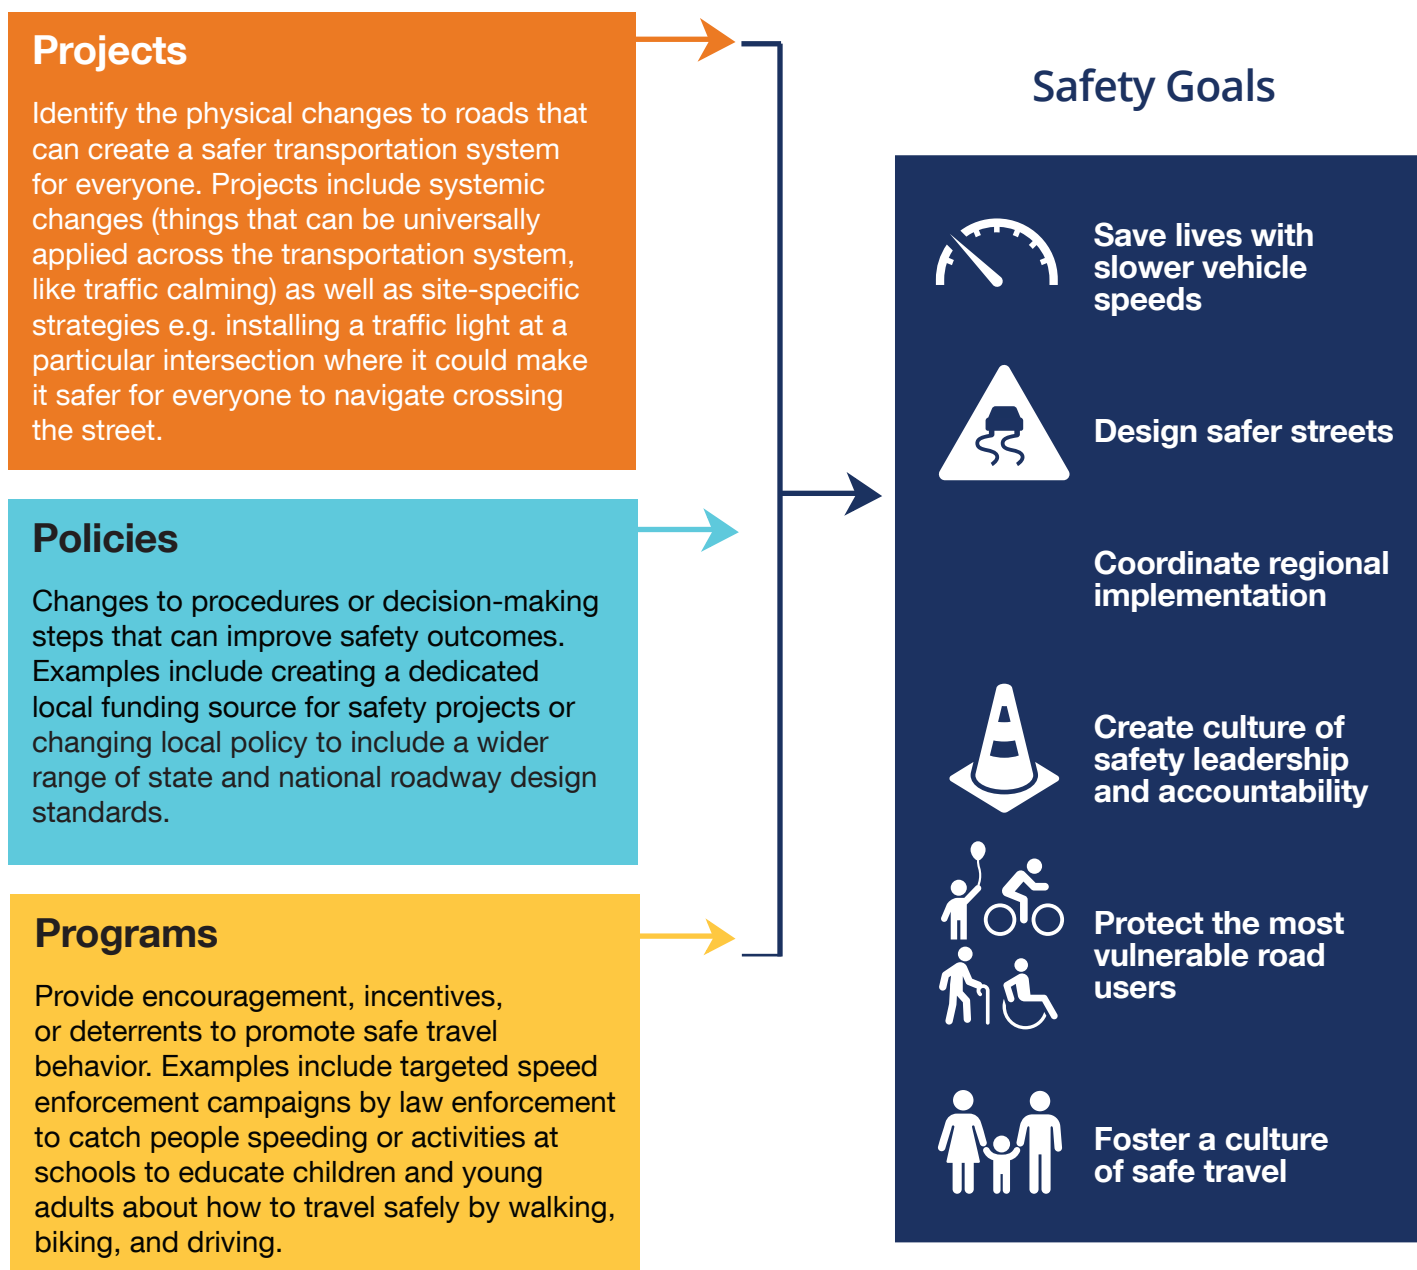 Projects
Identify the physical changes to roads that
can create a safer transportation system
for everyone. Projects include systemic
changes (things that can be universally
applied across the transportation system,
like traffic calming) as well as site-specific
strategies e.g. installing a traffic light at a
particular intersection where it could make
it safer for everyone to navigate crossing
the street.
Policies
Changes to procedures or decision-making
steps that can improve safety outcomes.
Examples include creating a dedicated
local funding source for safety projects or
changing local policy to include a wider
range of state and national roadway design
standards.
Programs
Provide encouragement, incentives,
or deterrents to promote safe travel
behavior. Examples include targeted speed
enforcement campaigns by law enforcement
to catch people speeding or activities at
schools to educate children and young
adults about how to travel safely by walking,
biking, and driving.
Safety Goals
Save lives with
slower vehicle
speeds
Design safer streets
Coordinate regional
implementation
Create culture of
safety leadership
and accountability
Protect the most
vulnerable road
users
Foster a culture
of safe travel